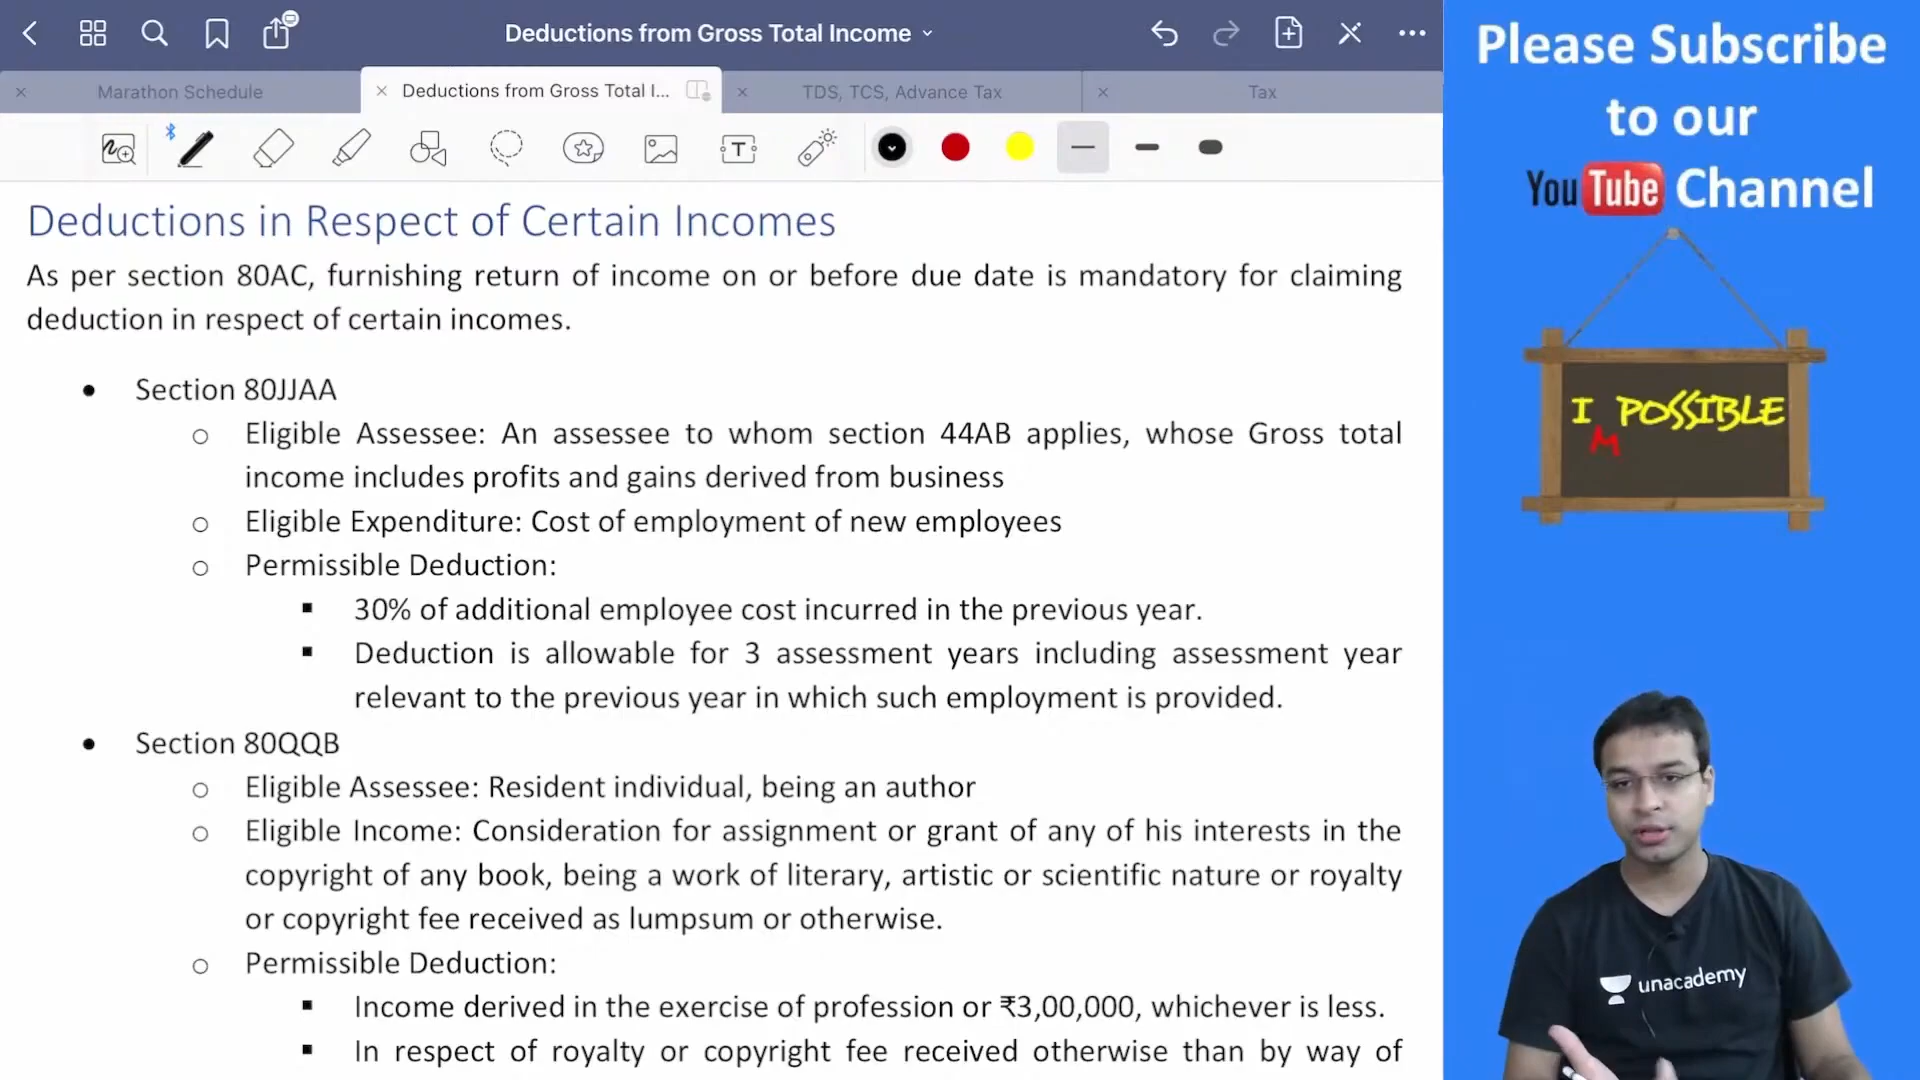 Deductions from Gross Total Income
Marathon Schedule
Deductions from Gross Total I...
TDS, TCS, Advance Tax
Tax
T
Deductions in Respect of Certain Incomes
As per section 80AC, furnishing return of income on or before due date is mandatory for claiming
deduction in respect of certain incomes.
• Section 80JJAA
o Eligible Assessee: An assessee to whom section 44AB applies, whose Gross total
income includes profits and gains derived from business
o Eligible Expenditure: Cost of employment of new employees
o Permissible Deduction:
▪ 30% of additional employee cost incurred in the previous year.
▪ Deduction is allowable for 3 assessment years including assessment year
relevant to the previous year in which such employment is provided.
• Section 80QQB
o Eligible Assessee: Resident individual, being an author
o Eligible Income: Consideration for assignment or grant of any of his interests in the
copyright of any book, being a work of literary, artistic or scientific nature or royalty
or copyright fee received as lumpsum or otherwise.
o Permissible Deduction:
▪ Income derived in the exercise of profession or ₹3,00,000, whichever is less.
▪ In respect of royalty or copyright fee received otherwise than by way of
Please Subscribe
to our
YouTube Channel
I POSSIBLE
M
unacademy